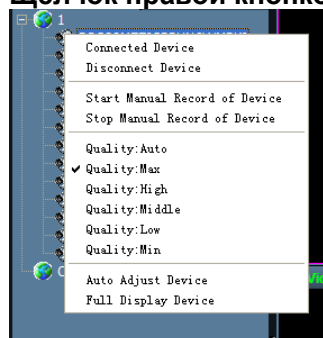 Щелчок правой кнопко
1
Connected Device
Disconnect Device
Start Manual Record of Device
Stop Manual Record of Device
Quality:Auto
Quality:Max
Quality:High
Quality:Middle
Quality:Low
Quality:Min
Auto Adjust Device
Full Display Device